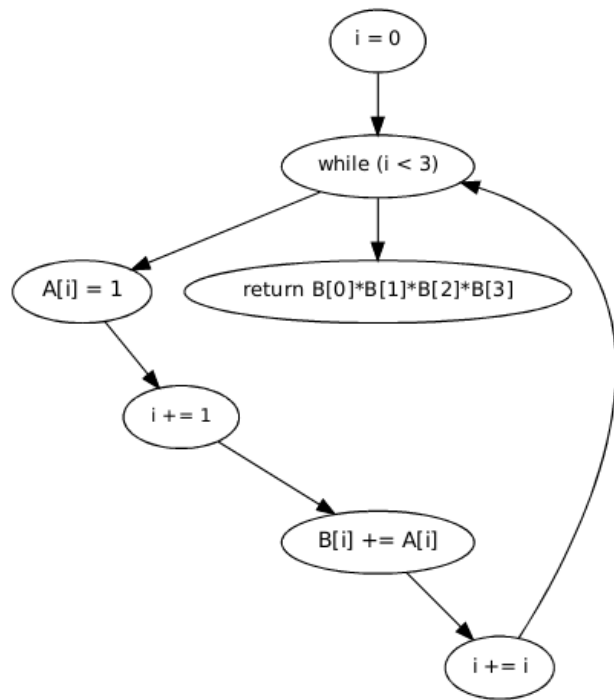 i = 0
while (i < 3)
A[i] = 1
return B[0]*B[1]*B[2]*B[3]
i += 1
B[i] += A[i]
i += i